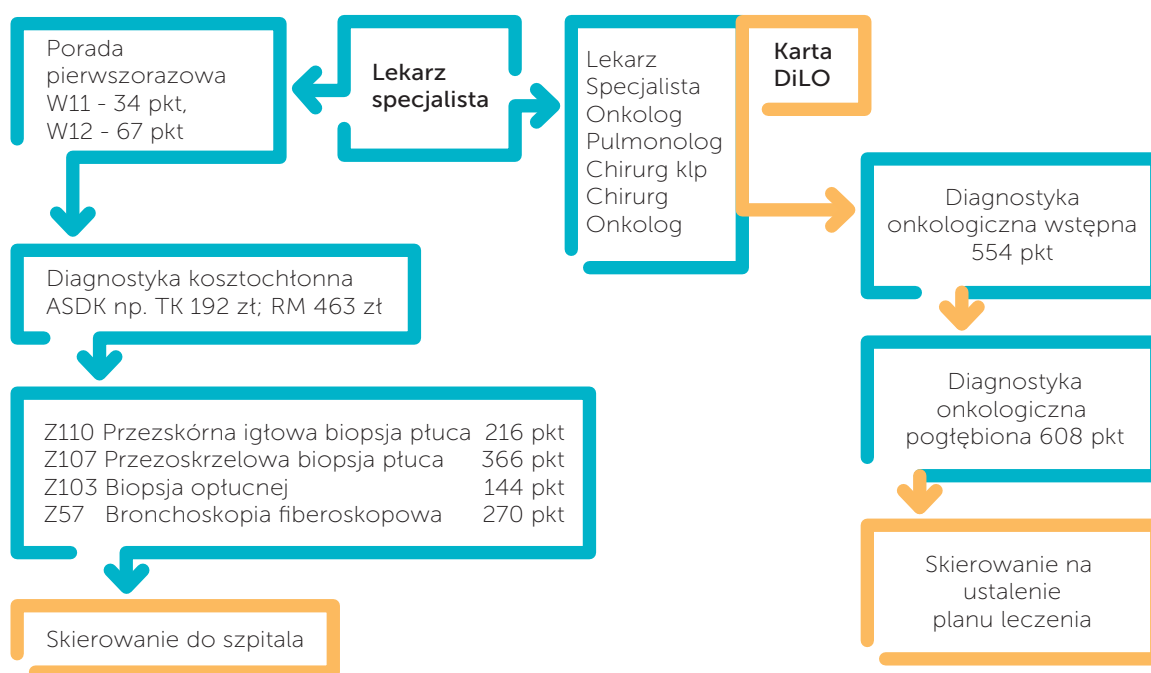 Porada
pierwszorazowa
W11 - 34 pkt,
W12 - 67 pkt
Lekarz
specjalista
Lekarz
Specjalista
Onkolog
Pulmonolog
Chirurg klp
Chirurg
Onkolog
Karta
DiLO
Diagnostyka kosztochłonna
ASDK np. TK 192 zł; RM 463 zł
Z110 Przezskórna igłowa biopsja płuca 216 pkt
Z107 Przezoskrzelowa biopsja płuca 366 pkt
Z103 Biopsja opłucnej 144 pkt
Z57 Bronchoskopia fiberoskopowa 270 pkt
Skierowanie do szpitala
Diagnostyka
onkologiczna wstępna
554 pkt
Diagnostyka
onkologiczna
pogłębiona 608 pkt
Skierowanie na
ustalenie
planu leczenia